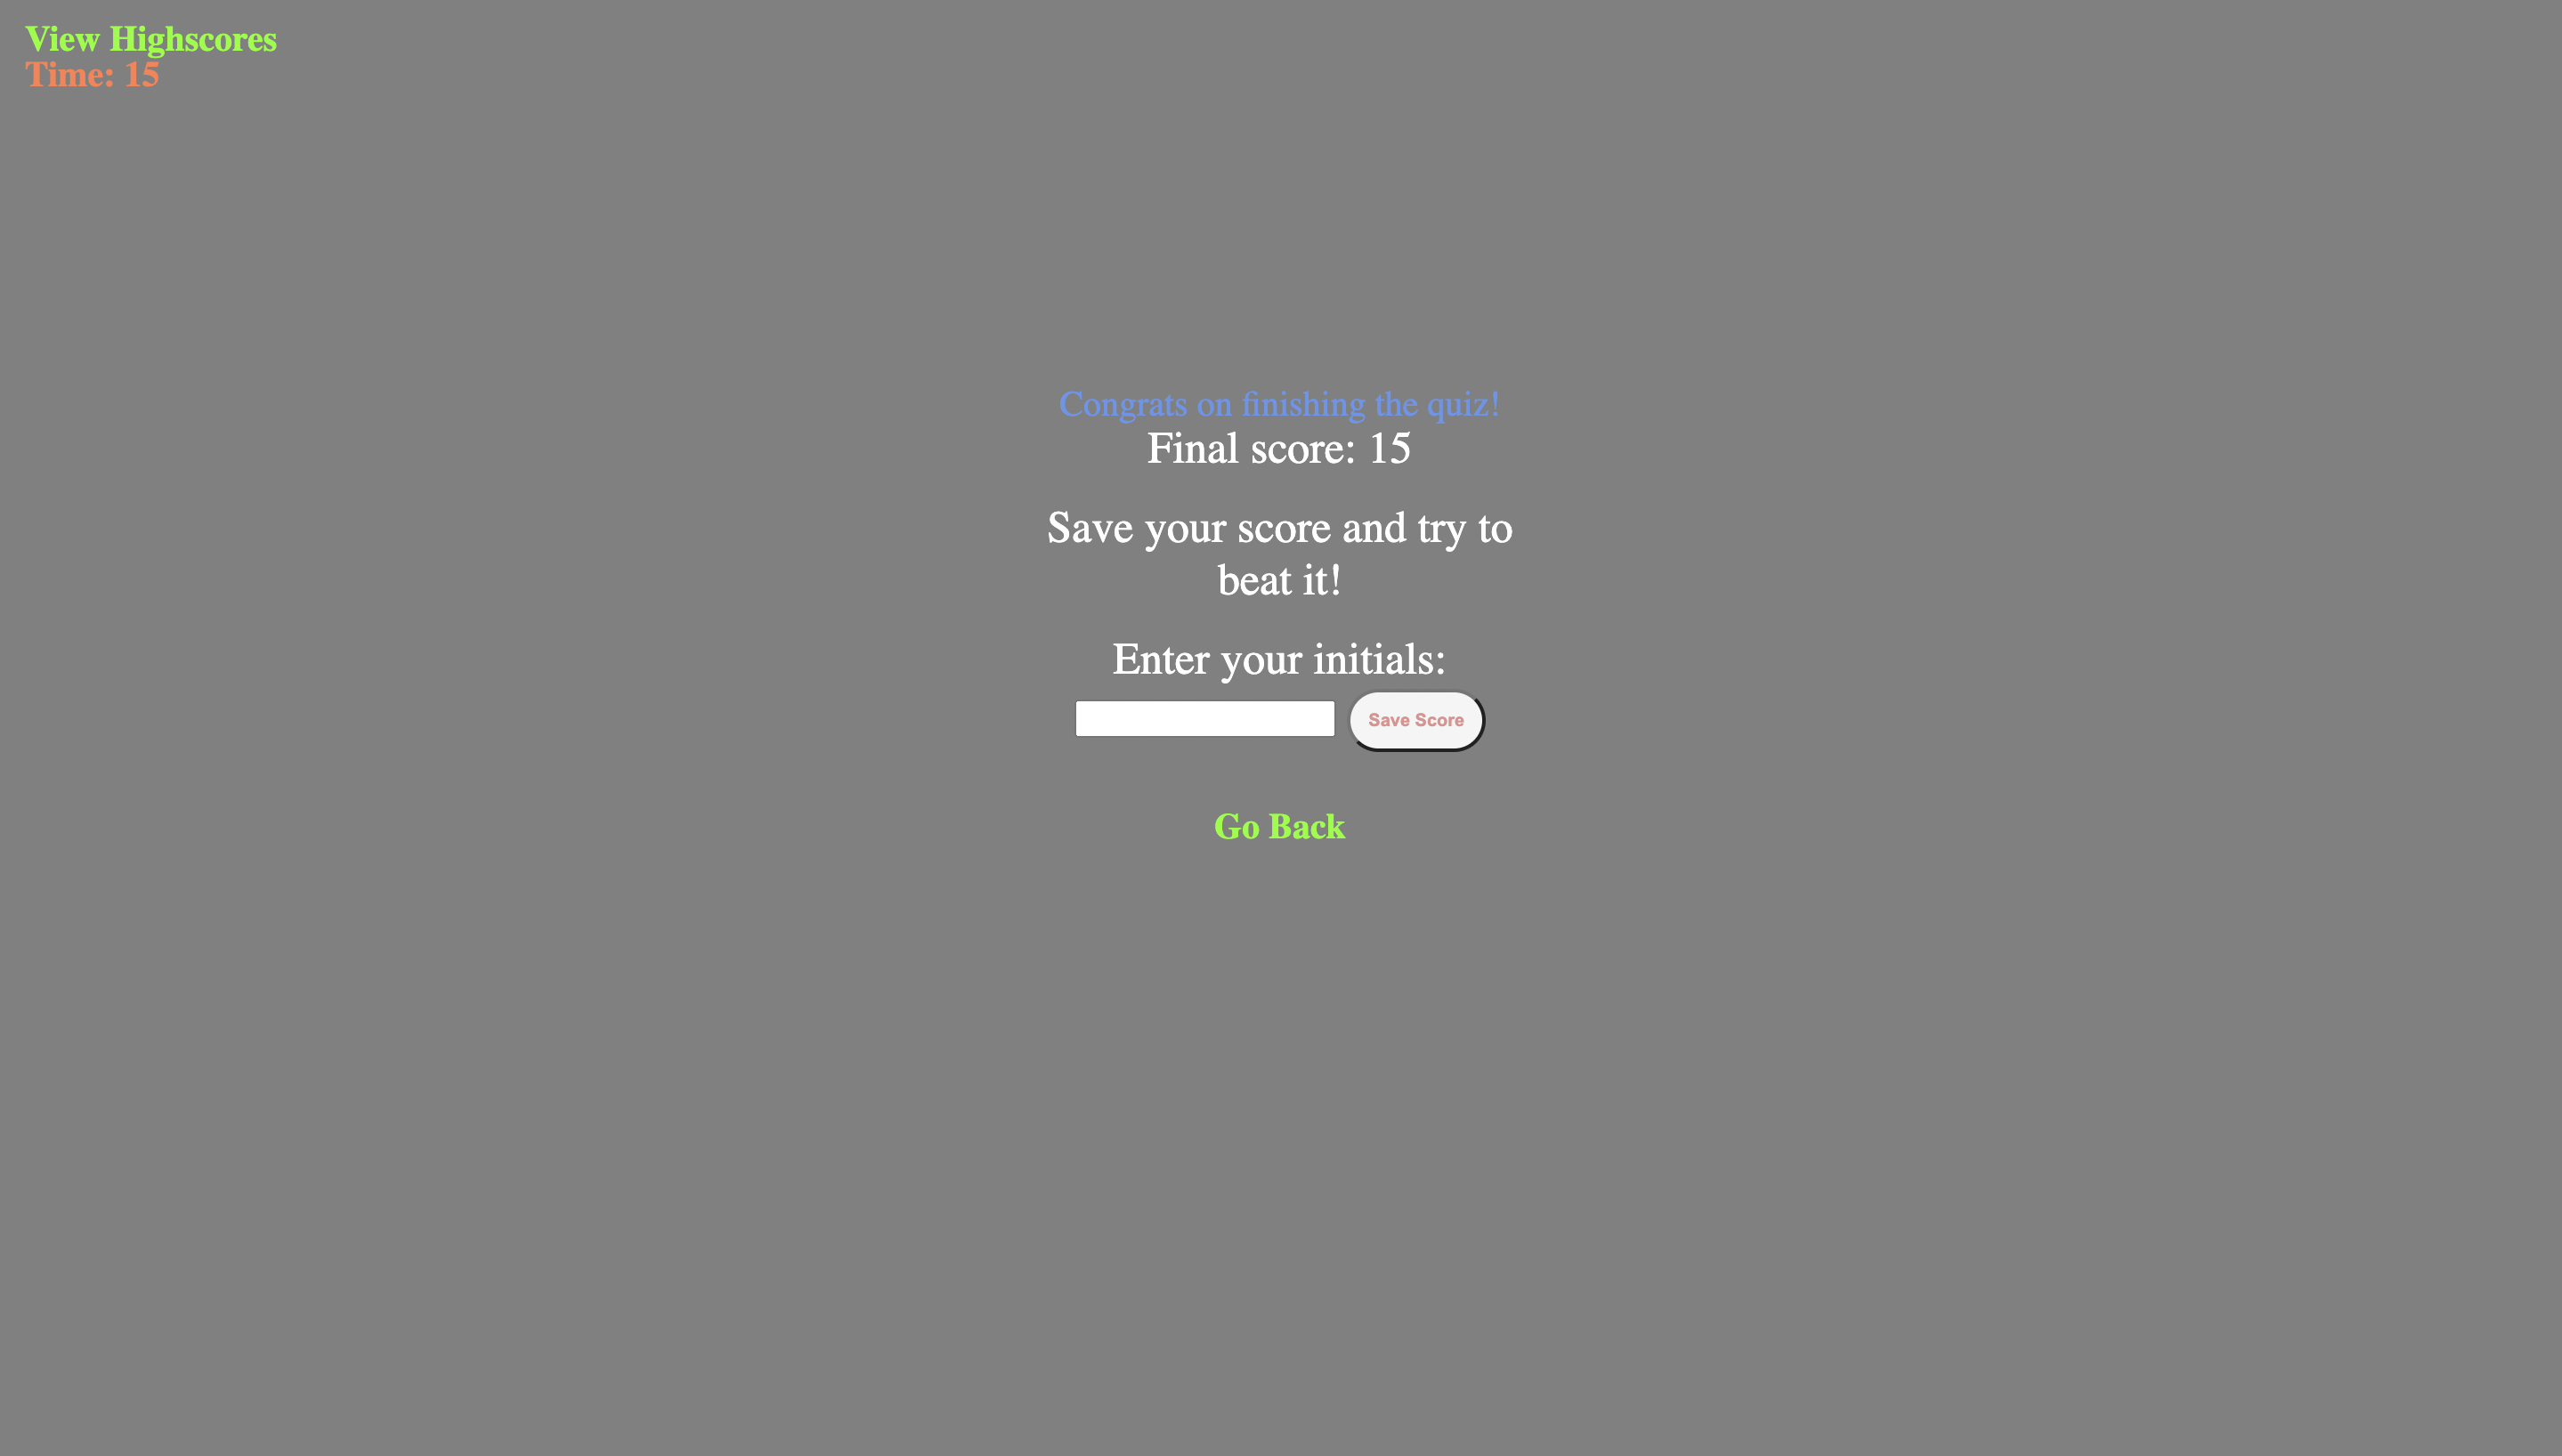 View Highscores
Time: 15
Congrats on finishing the quiz!
Final score: 15
Save your score and try to
beat it!
Enter your initials:
Save Score
Go Back